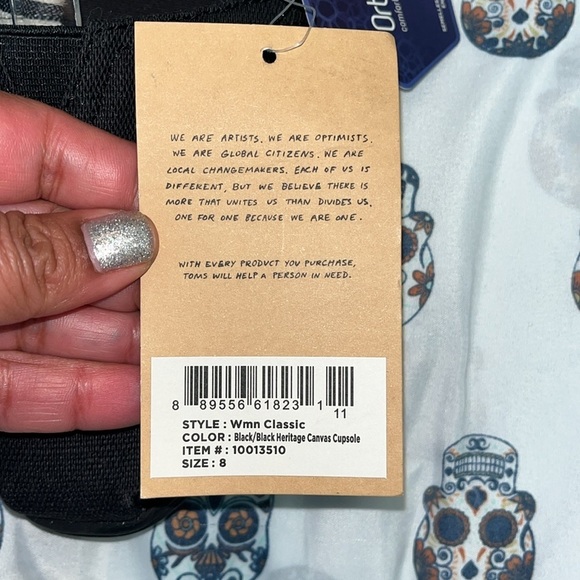 Ort
comfort
WE ARE ARTISTS. WE ARE OPTIMISTS.
WE ARE GLOBAL CITIZENS. WE ARE
LOCAL CHANGEMAKERS. EACH OF US IS
DIFFERENT, BUT WE BELIEVE THERE IS
MORE THAT UNITES US THAN DIVIDES US.
ONE FOR ONE BECAUSE WE ARE ONE.
WITH EVERY PRODUCT YOU PURCHASE,
TOMS WILL HELP A PERSON IN NEED.
8 89556 61823 1
11
STYLE : Wmn Classic
COLOR : Black/Black Heritage Canvas Cupsole
ITEM # : 10013510
SIZE : 8